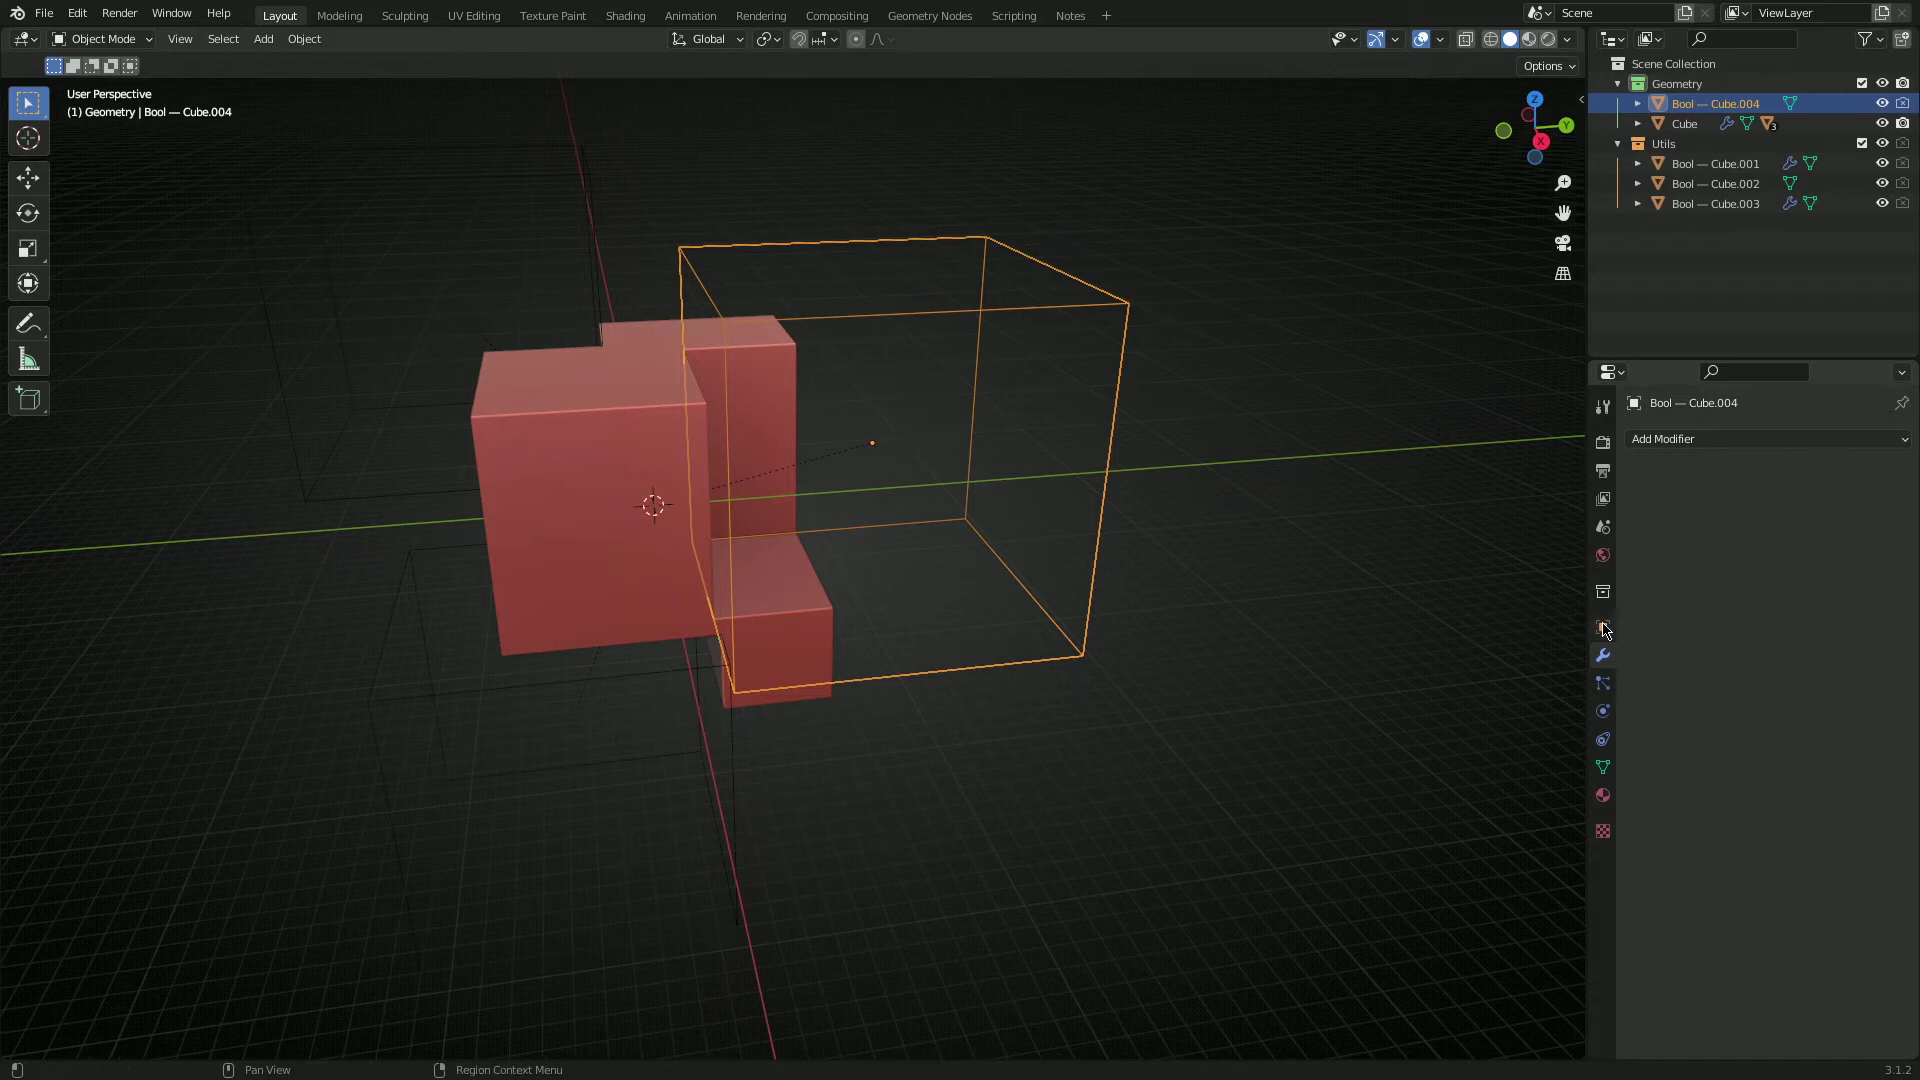 File Edit Render Window Help Layout Modeling Sculpting UV Editing Texture Paint Shading Animation Rendering Compositing Geometry Nodes Scripting Notes + Scene ViewLayer
Object Mode View Select Add Object Global
Options
User Perspective
(1) Geometry | Bool — Cube.004
Z
Y
X
Scene Collection
Geometry
Bool — Cube.004
Cube 3
Utils
Bool — Cube.001
Bool — Cube.002
Bool — Cube.003
Bool — Cube.004
Add Modifier
Pan View Region Context Menu 3.1.2